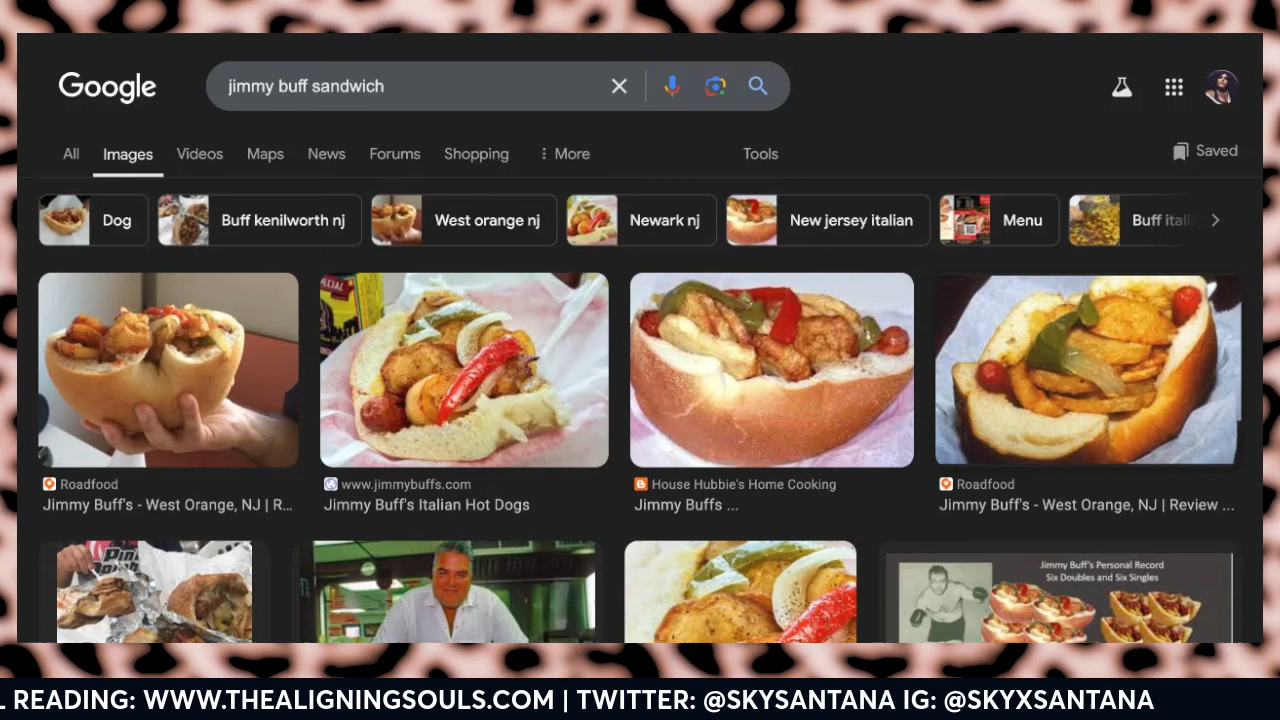 Google
jimmy buff sandwich
All Images Videos Maps News Forums Shopping More Tools Saved
Dog Buff kenilworth nj West orange nj Newark nj New jersey italian Menu Buff itali
SPECIAL
Roadfood www.jimmybuffs.com House Hubbie's Home Cooking Roadfood
Jimmy Buff's - West Orange, NJ | R... Jimmy Buff's Italian Hot Dogs Jimmy Buffs ... Jimmy Buff's - West Orange, NJ | Review ...
Jimmy Buff's Personal Record
Six Doubles and Six Singles
READING: WWW.THEALIGNINGSOULS.COM | TWITTER: @SKYSANTANA IG: @SKYXSANTANA